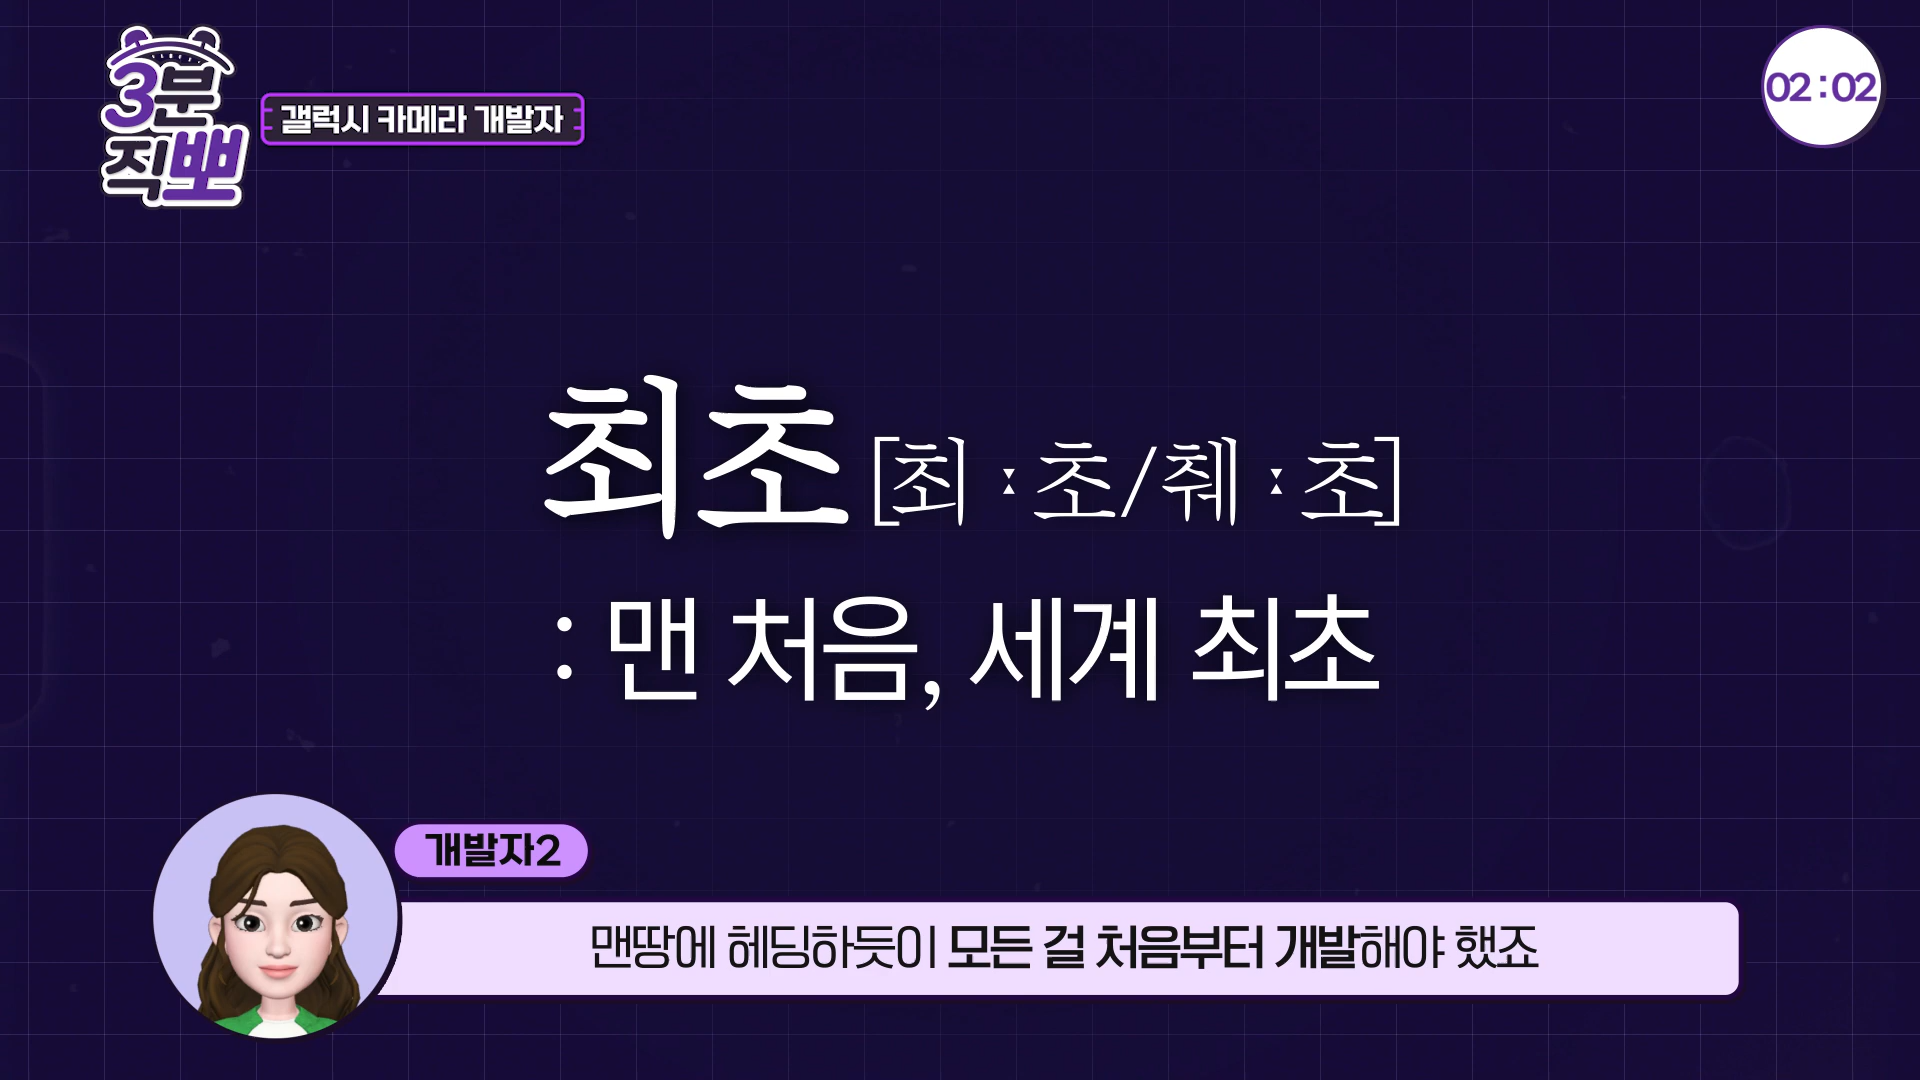 3분
직뽀
갤럭시 카메라 개발자
02:02
최초 [최ː초/췌ː초]
: 맨 처음, 세계 최초
개발자2
맨땅에 헤딩하듯이 모든 걸 처음부터 개발해야 했죠